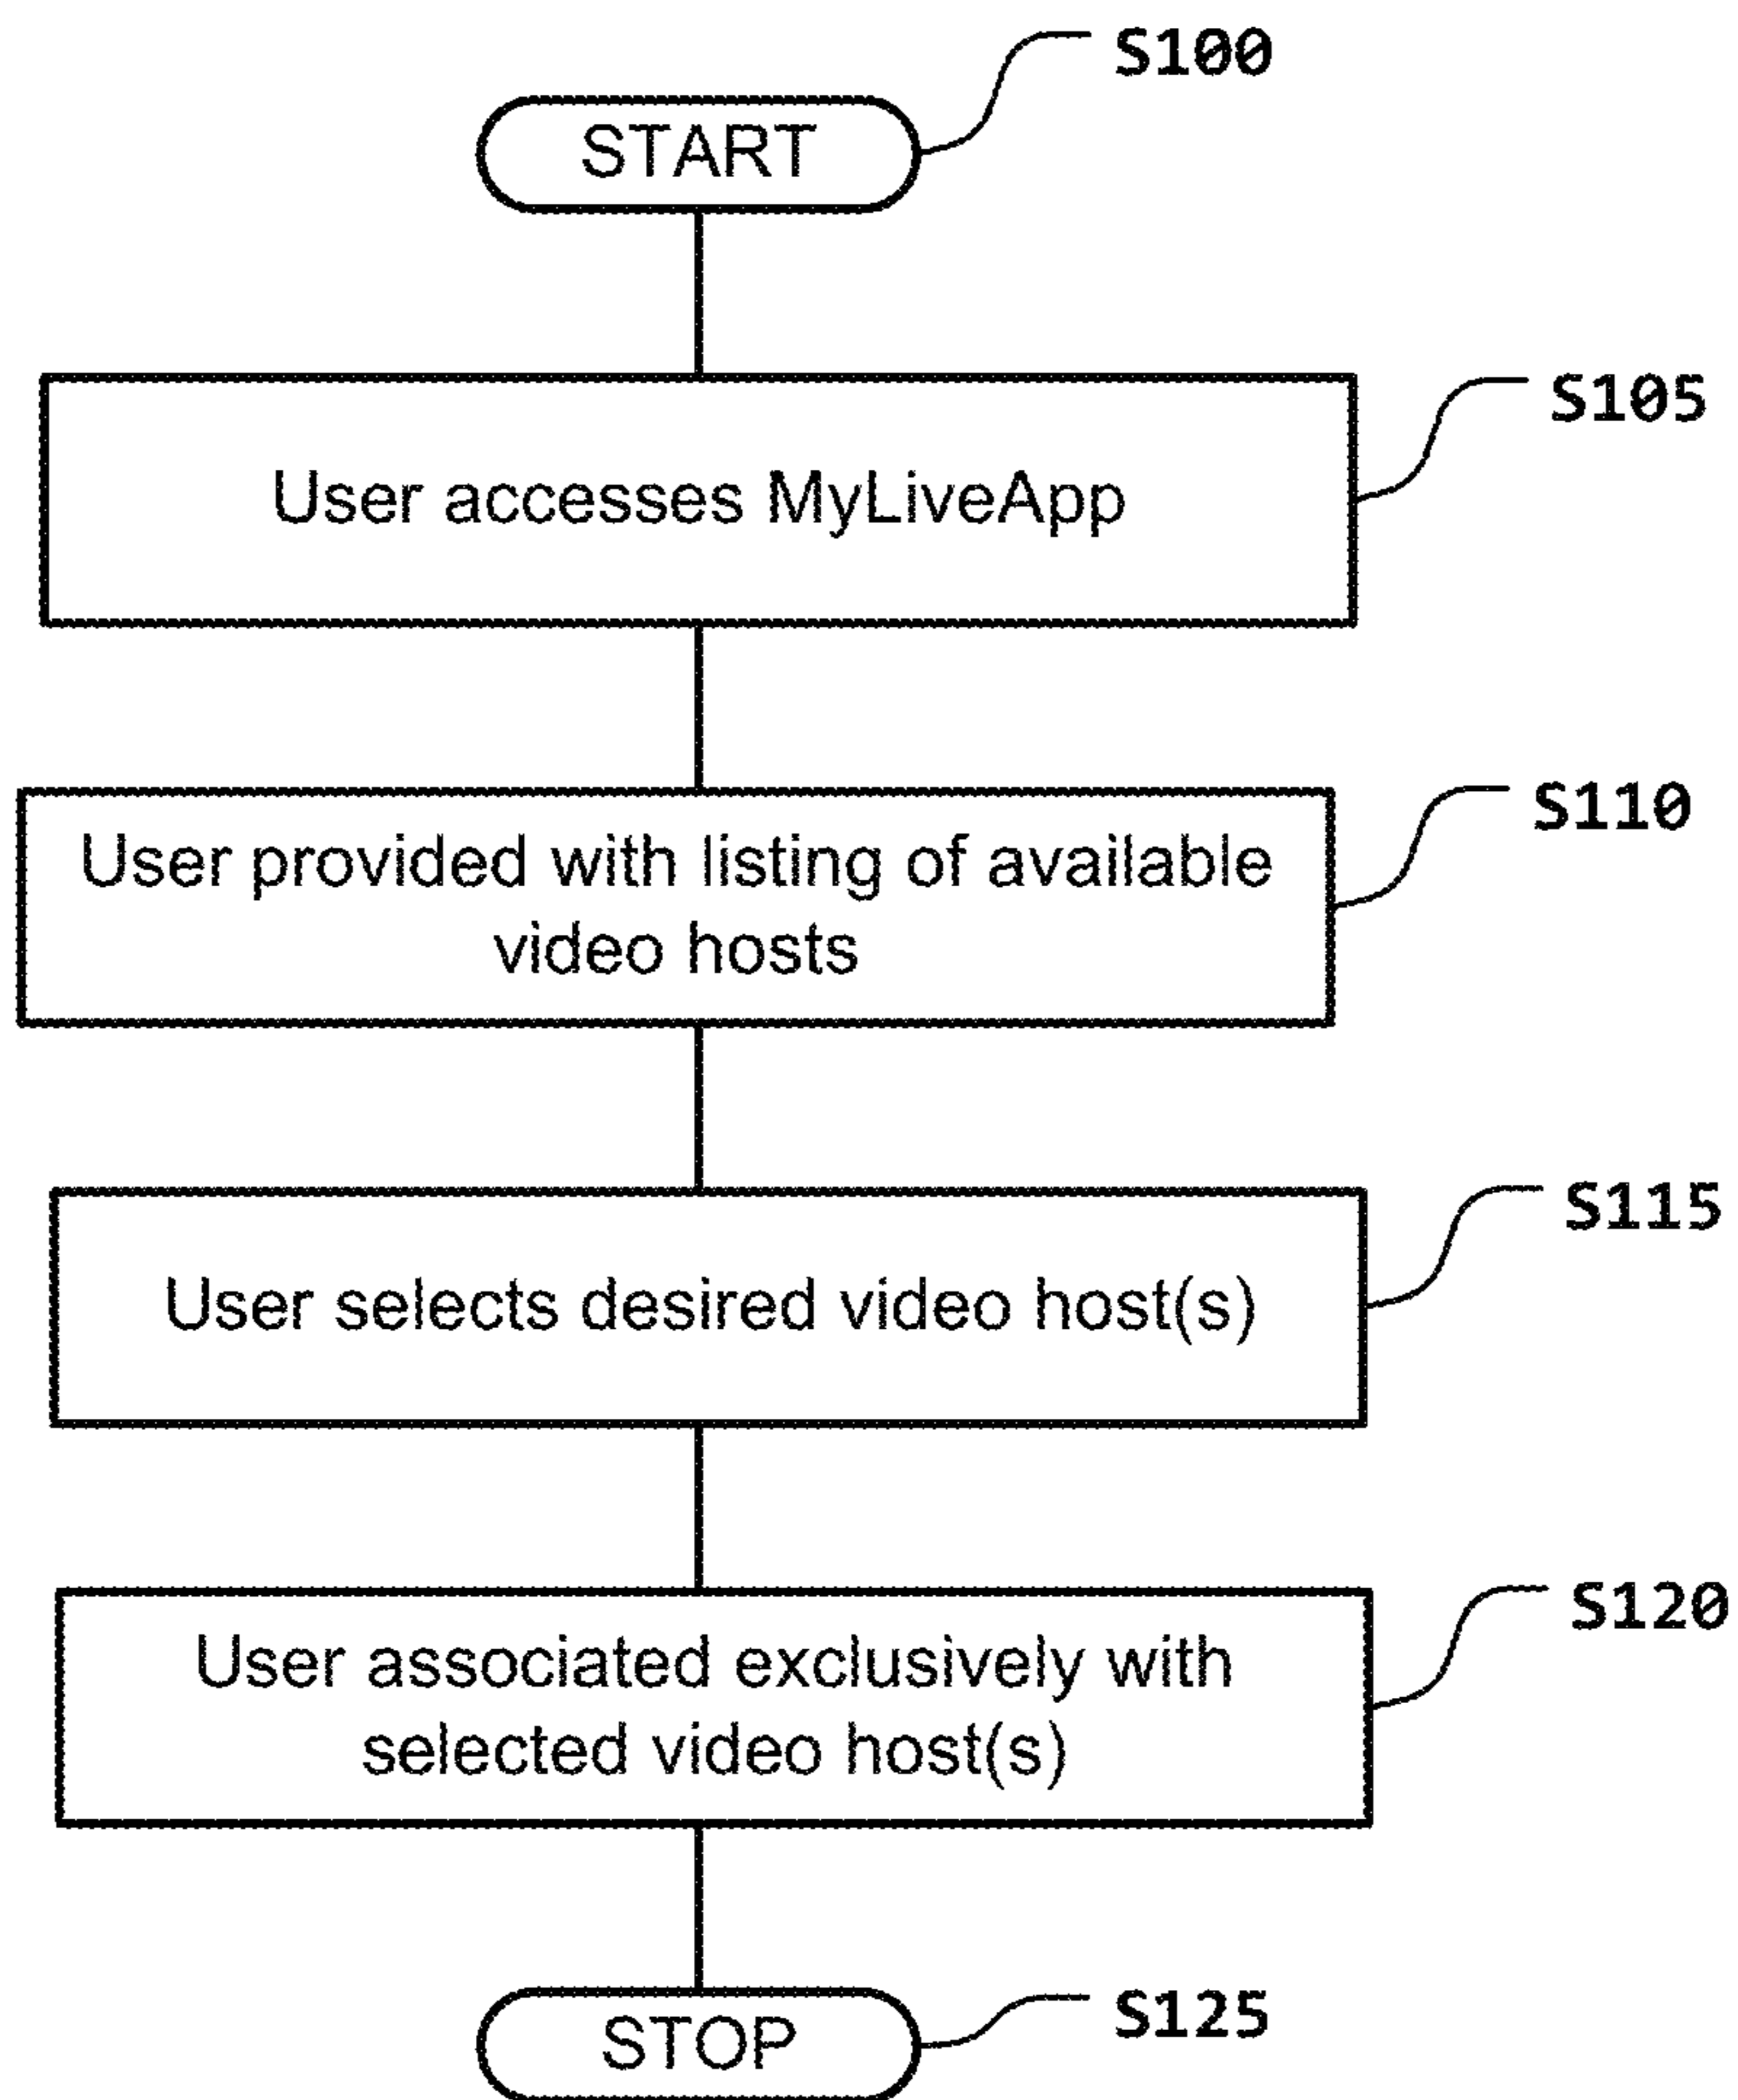 S100
START
S105
User accesses MyLiveApp
S110
User provided with listing of available
video hosts
S115
User selects desired video host(s)
S120
User associated exclusively with
selected video host(s)
S125
STOP